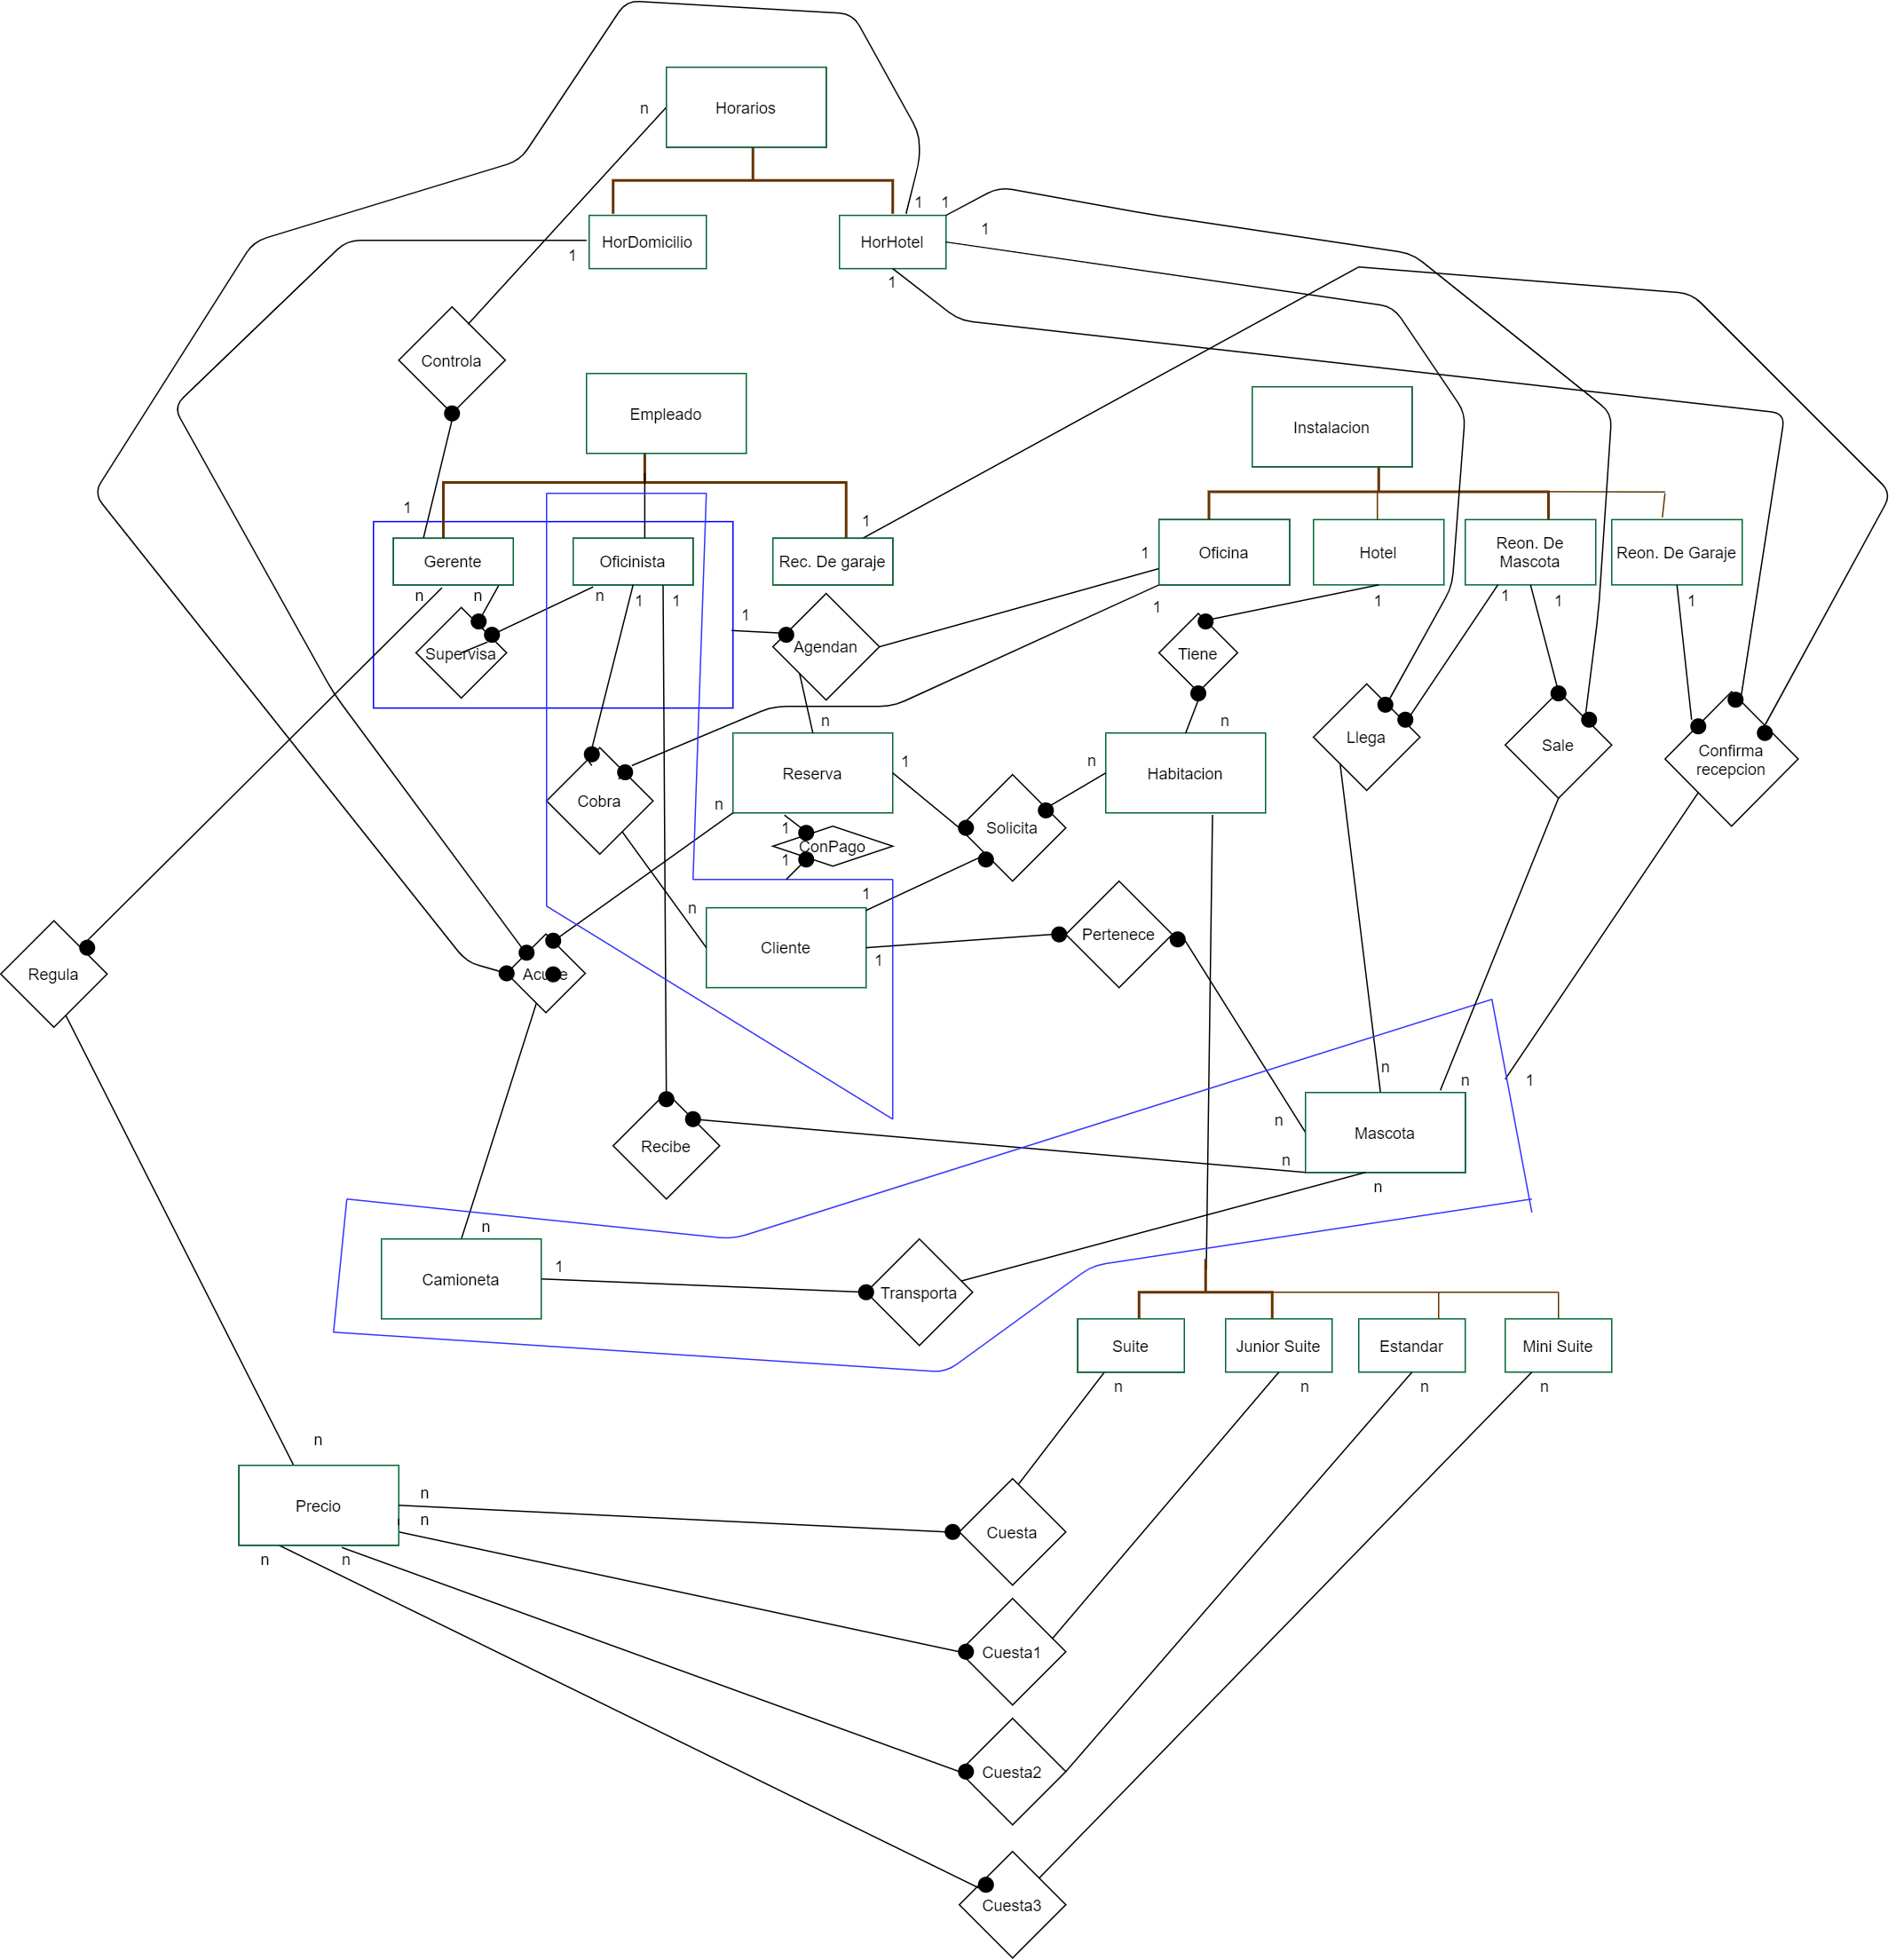 n
Horarios
1
1
HorDomicilio
HorHotel
1
1
1
Controla
Empleado
Instalacion
1
1
Gerente
Oficinista
Rec. De garaje
1
Oficina
Hotel
Reon. De
Mascota
Reon. De Garaje
n
n
n
1
1
1
1
1
1
1
1
Supervisa
Agendan
Tiene
n
n
Llega
Sale
Confirma
recepcion
Cobra
Reserva
1
n
Habitacion
n
1
ConPago
1
Solicita
n
1
Cliente
1
Pertenece
Regula
n
n
1
Recibe
n
n
Mascota
n
n
Camioneta
1
Transporta
Suite
Junior Suite
Estandar
Mini Suite
n
n
n
n
n
Precio
n
n
Cuesta
n
n
Cuesta1
Cuesta2
Cuesta3